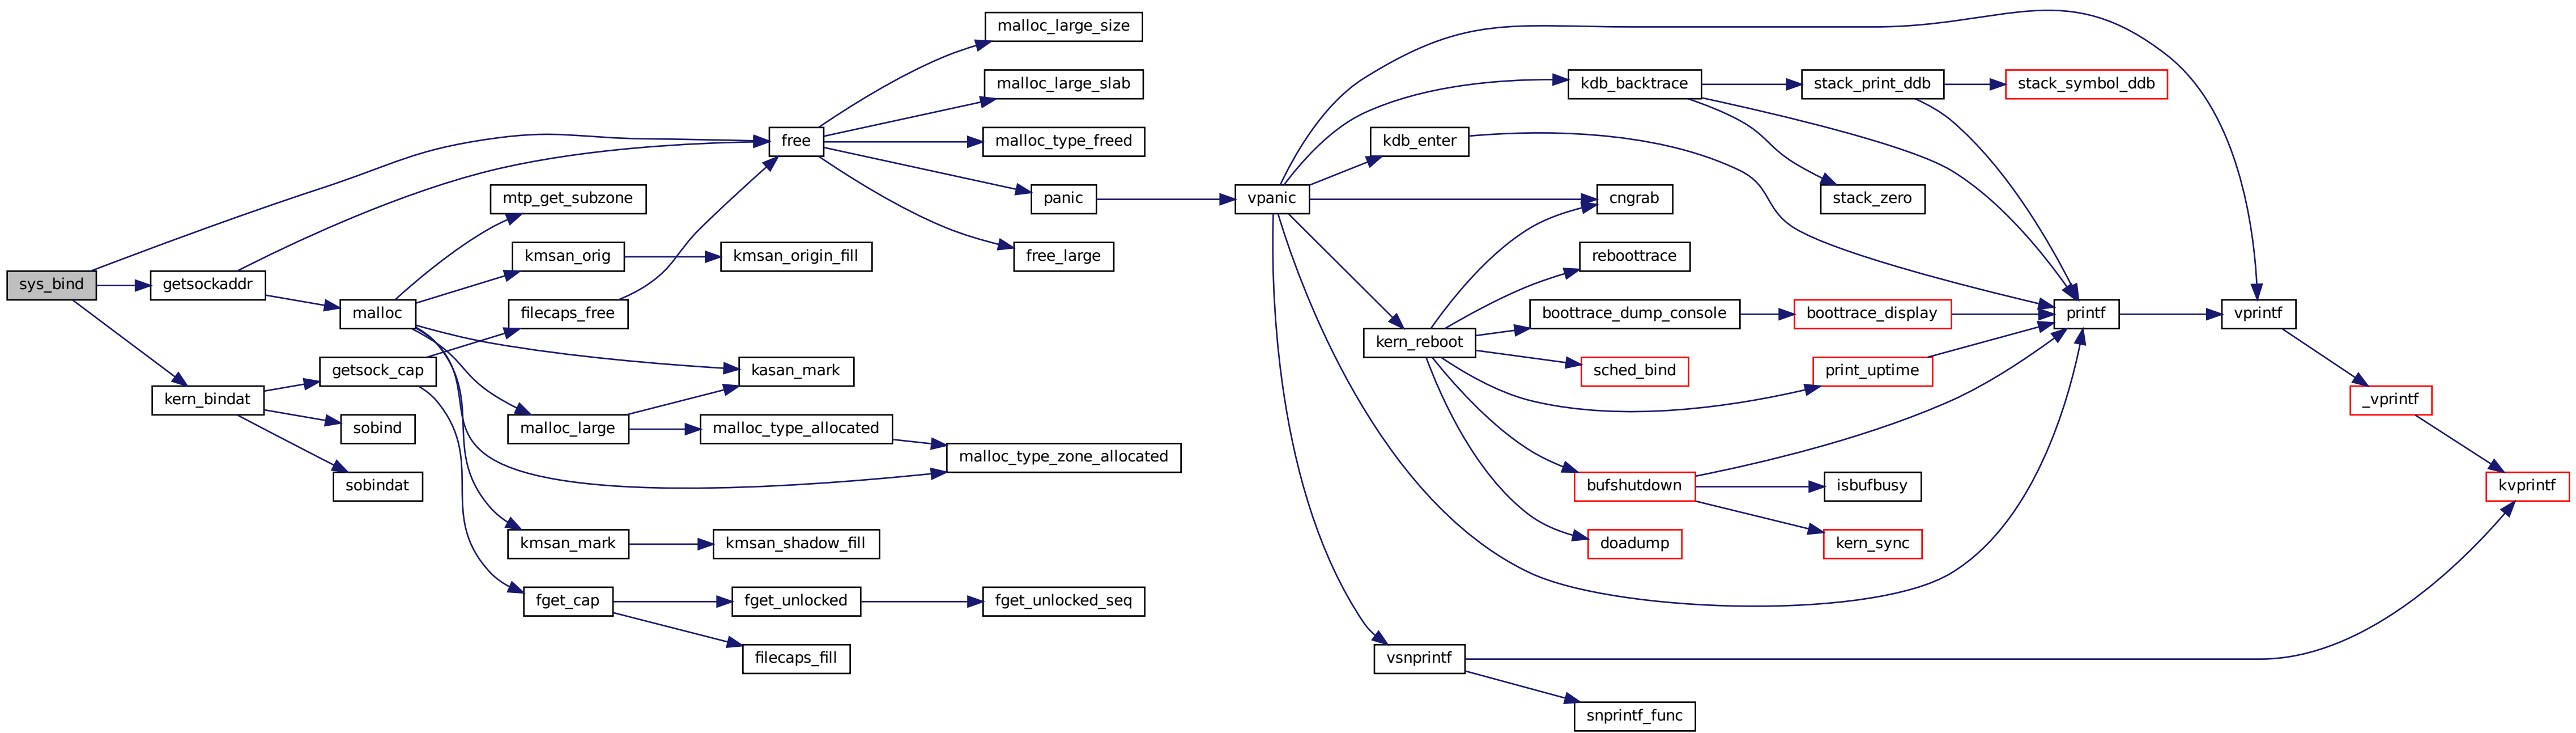 malloc_large_size
malloc_large_slab
kdb_backtrace
stack_print_ddb
stack_symbol_ddb
free
malloc_type_freed
kdb_enter
mtp_get_subzone
panic
vpanic
cngrab
stack_zero
kmsan_orig
kmsan_origin_fill
free_large
reboottrace
sys_bind
getsockaddr
malloc
filecaps_free
boottrace_dump_console
boottrace_display
printf
vprintf
kern_reboot
getsock_cap
kasan_mark
sched_bind
print_uptime
kern_bindat
_vprintf
sobind
malloc_large
malloc_type_allocated
malloc_type_zone_allocated
sobindat
bufshutdown
isbufbusy
kvprintf
kmsan_mark
kmsan_shadow_fill
doadump
kern_sync
fget_cap
fget_unlocked
fget_unlocked_seq
filecaps_fill
vsnprintf
snprintf_func